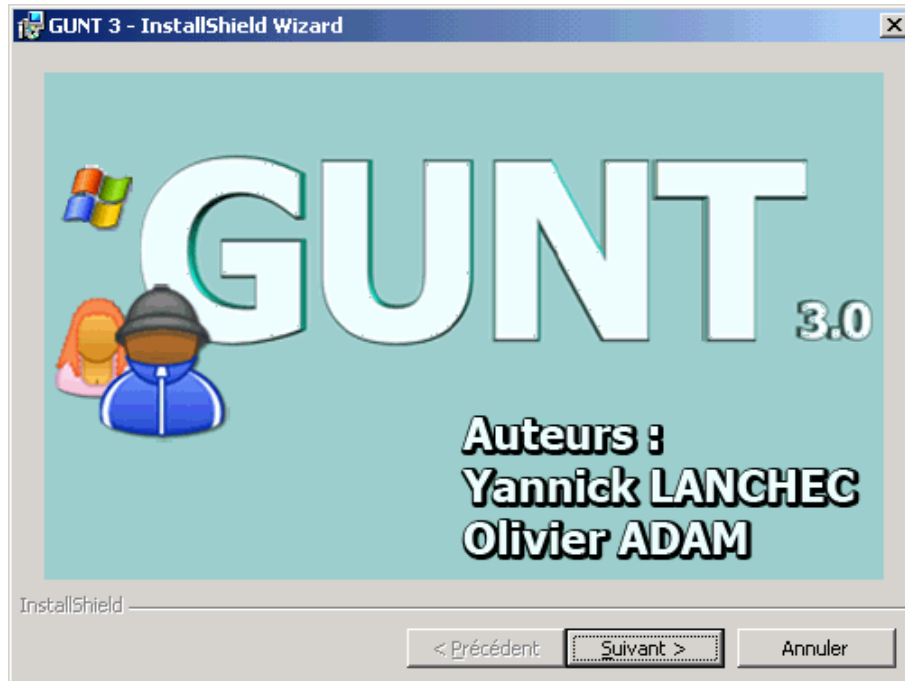 GUNT 3 - InstallShield Wizard
GUNT
3.0
Auteurs :
Yannick LANCHEC
Olivier ADAM
InstallShield
< Précédent
Suivant >
Annuler